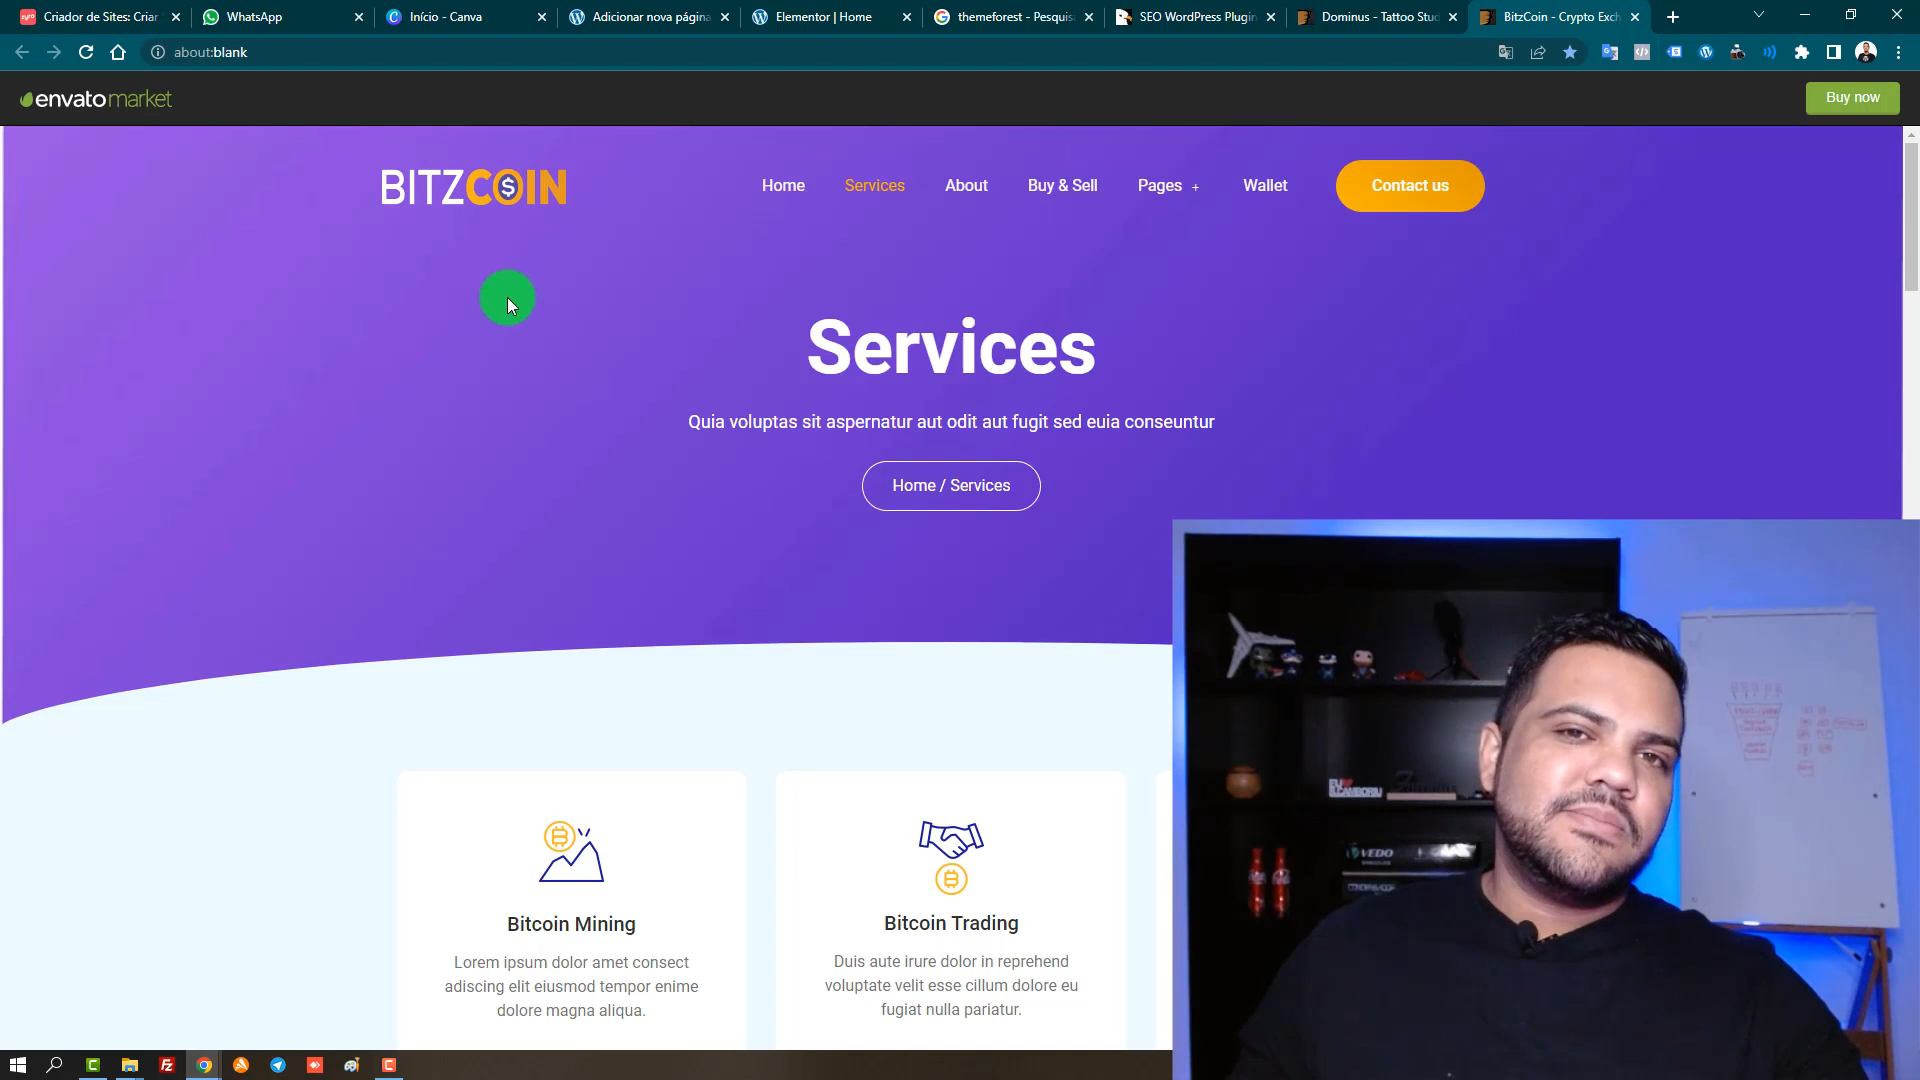 Criador de Sites: Criar
WhatsApp
Início - Canva
Adicionar nova página
Elementor | Home
themeforest - Pesquis
SEO WordPress Plugin
Dominus - Tattoo Stud
BitzCoin - Crypto Exch
about:blank
envatomarket
Buy now
BITZCOIN
Home
Services
About
Buy & Sell
Pages +
Wallet
Contact us
Services
Quia voluptas sit aspernatur aut odit aut fugit sed euia conseuntur
Home / Services
Bitcoin Mining
Lorem ipsum dolor amet consect
adiscing elit eiusmod tempor enime
dolore magna aliqua.
Bitcoin Trading
Duis aute irure dolor in reprehend
voluptate velit esse cillum dolore eu
fugiat nulla pariatur.
VEDO